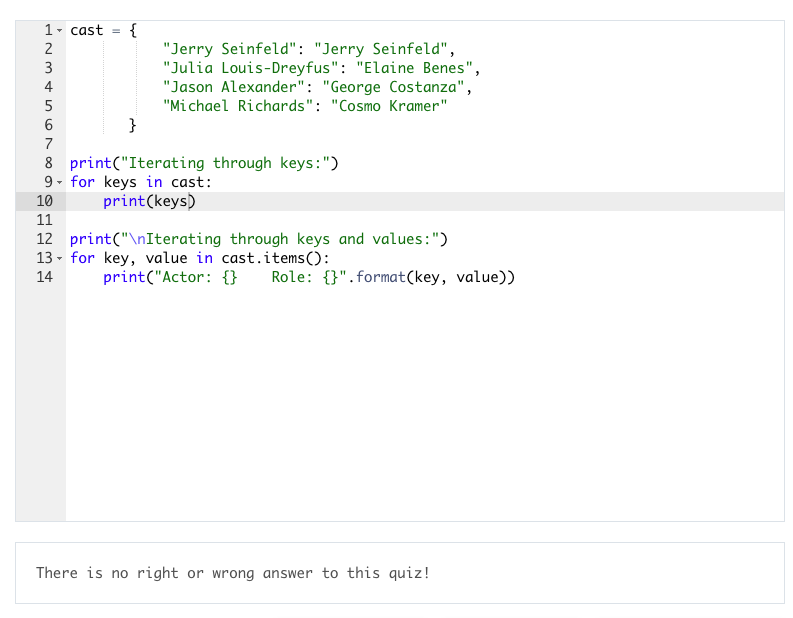 1 cast = {
2 "Jerry Seinfeld": "Jerry Seinfeld",
3 "Julia Louis-Dreyfus": "Elaine Benes",
4 "Jason Alexander": "George Costanza",
5 "Michael Richards": "Cosmo Kramer"
6 }
7
8 print("Iterating through keys:")
9 for keys in cast:
10     print(keys)
11
12 print("\nIterating through keys and values:")
13 for key, value in cast.items():
14     print("Actor: {}    Role: {}".format(key, value))
There is no right or wrong answer to this quiz!